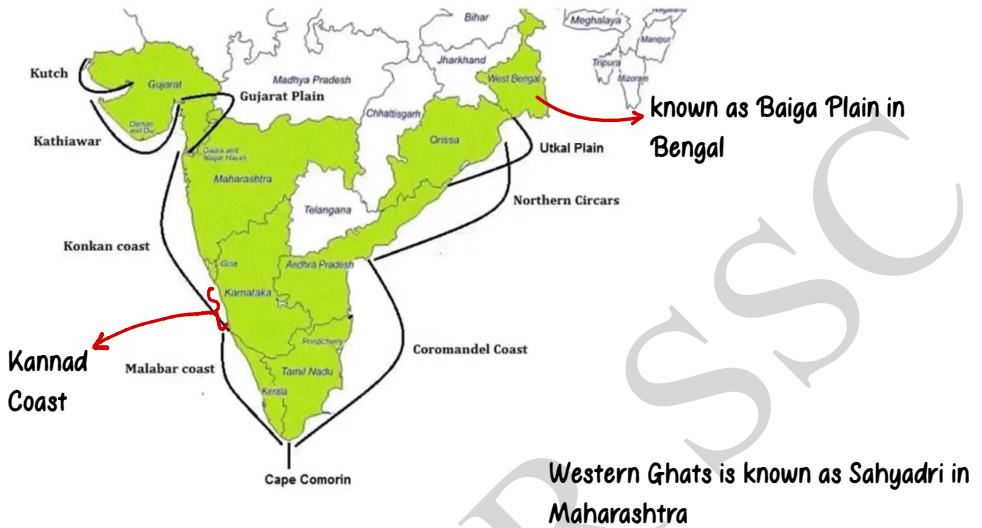 Bihar
Meghalaya
Nagaland
Manipur
Tripura
Mizoram
Jharkhand
West Bengal
Madhya Pradesh
Chhattisgarh
Kutch
Gujarat
Gujarat Plain
Daman
and Diu
Kathiawar
Dadra and
Nagar Haveli
Orissa
known as Baiga Plain in
Bengal
Utkal Plain
Maharashtra
Telangana
Northern Circars
Konkan coast
Goa
Andhra Pradesh
Karnataka
Kannad
Coast
Malabar coast
Pondicherry
Coromandel Coast
Tamil Nadu
Kerala
Cape Comorin
Western Ghats is known as Sahyadri in
Maharashtra
SSC